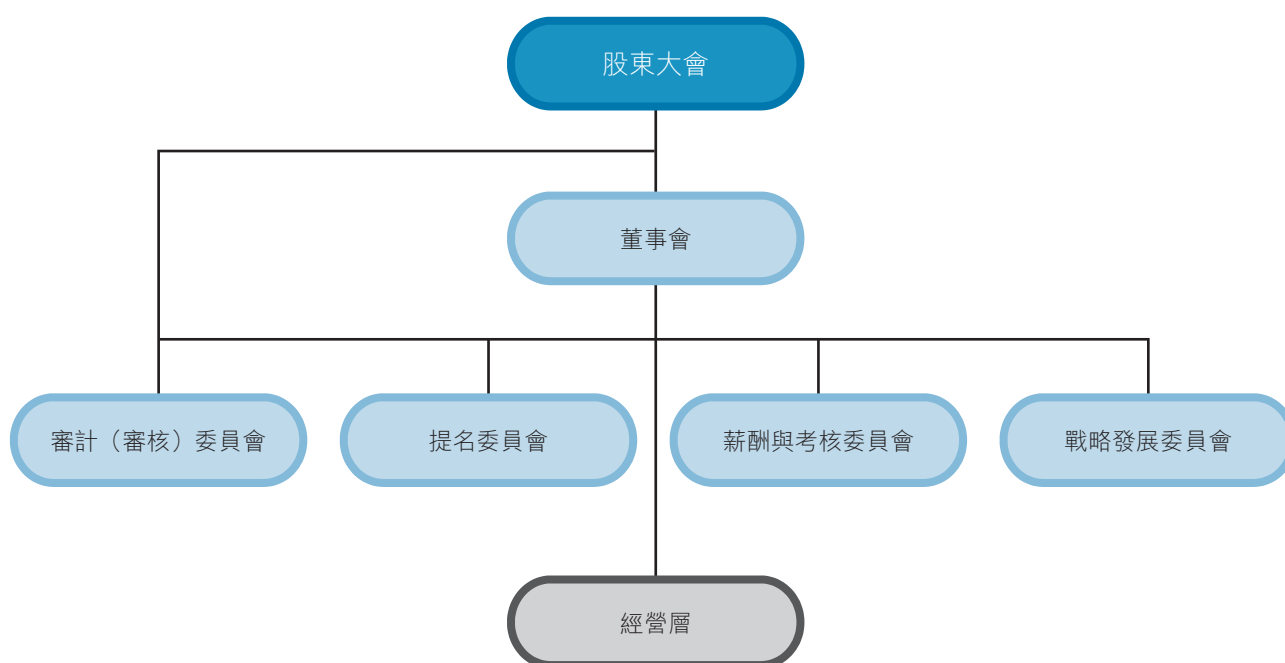 股東大會
董事會
審計（審核）委員會
提名委員會
薪酬與考核委員會
戰略發展委員會
經營層